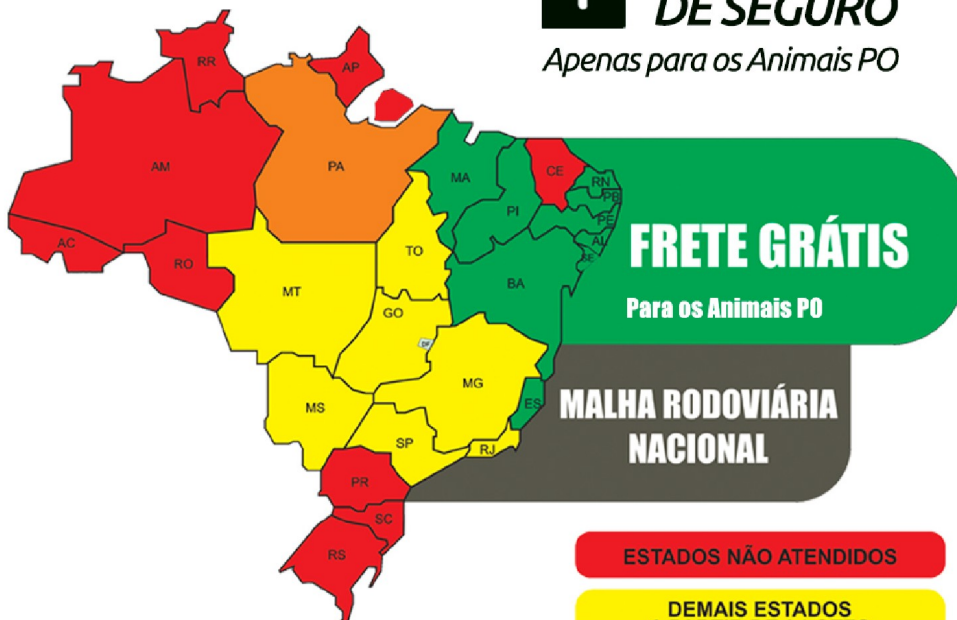 DE SEGURO
Apenas para os Animais PO
RR
AP
AM
PA
MA
CE
RN
PB
PI
PE
AL
SE
AC
RO
TO
BA
MT
GO
DF
MG
ES
MS
SP
RJ
PR
SC
RS
FRETE GRÁTIS
Para os Animais PO
MALHA RODOVIÁRIA
NACIONAL
ESTADOS NÃO ATENDIDOS
DEMAIS ESTADOS